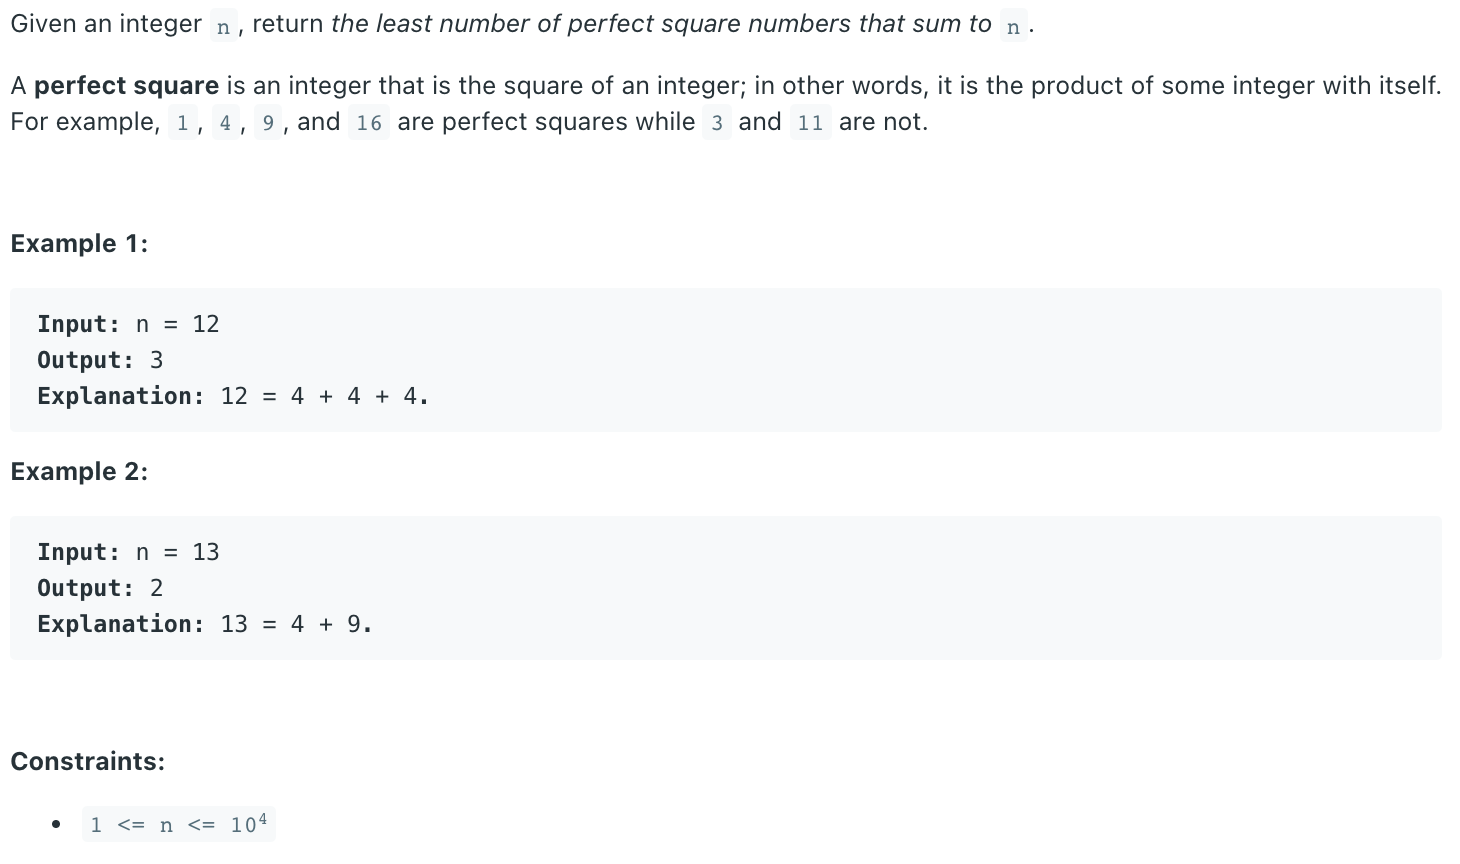 Given an integer n, return the least number of perfect square numbers that sum to n.
A perfect square is an integer that is the square of an integer; in other words, it is the product of some integer with itself.
For example, 1, 4, 9, and 16 are perfect squares while 3 and 11 are not.
Example 1:
Input: n = 12
Output: 3
Explanation: 12 = 4 + 4 + 4.
Example 2:
Input: n = 13
Output: 2
Explanation: 13 = 4 + 9.
Constraints:
• 1 <= n <= 10⁴